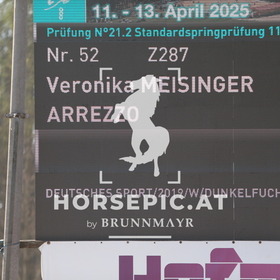 11. - 13. April 2025
Prüfung N°21.2 Standardspringprüfung 11
Nr. 52 Z287
Veronika MEISINGER
ARREZZO
DEUTSCHES SPORT/2019/W/DUNKELFUCH
HORSEPIC.AT
by BRUNNMAYR